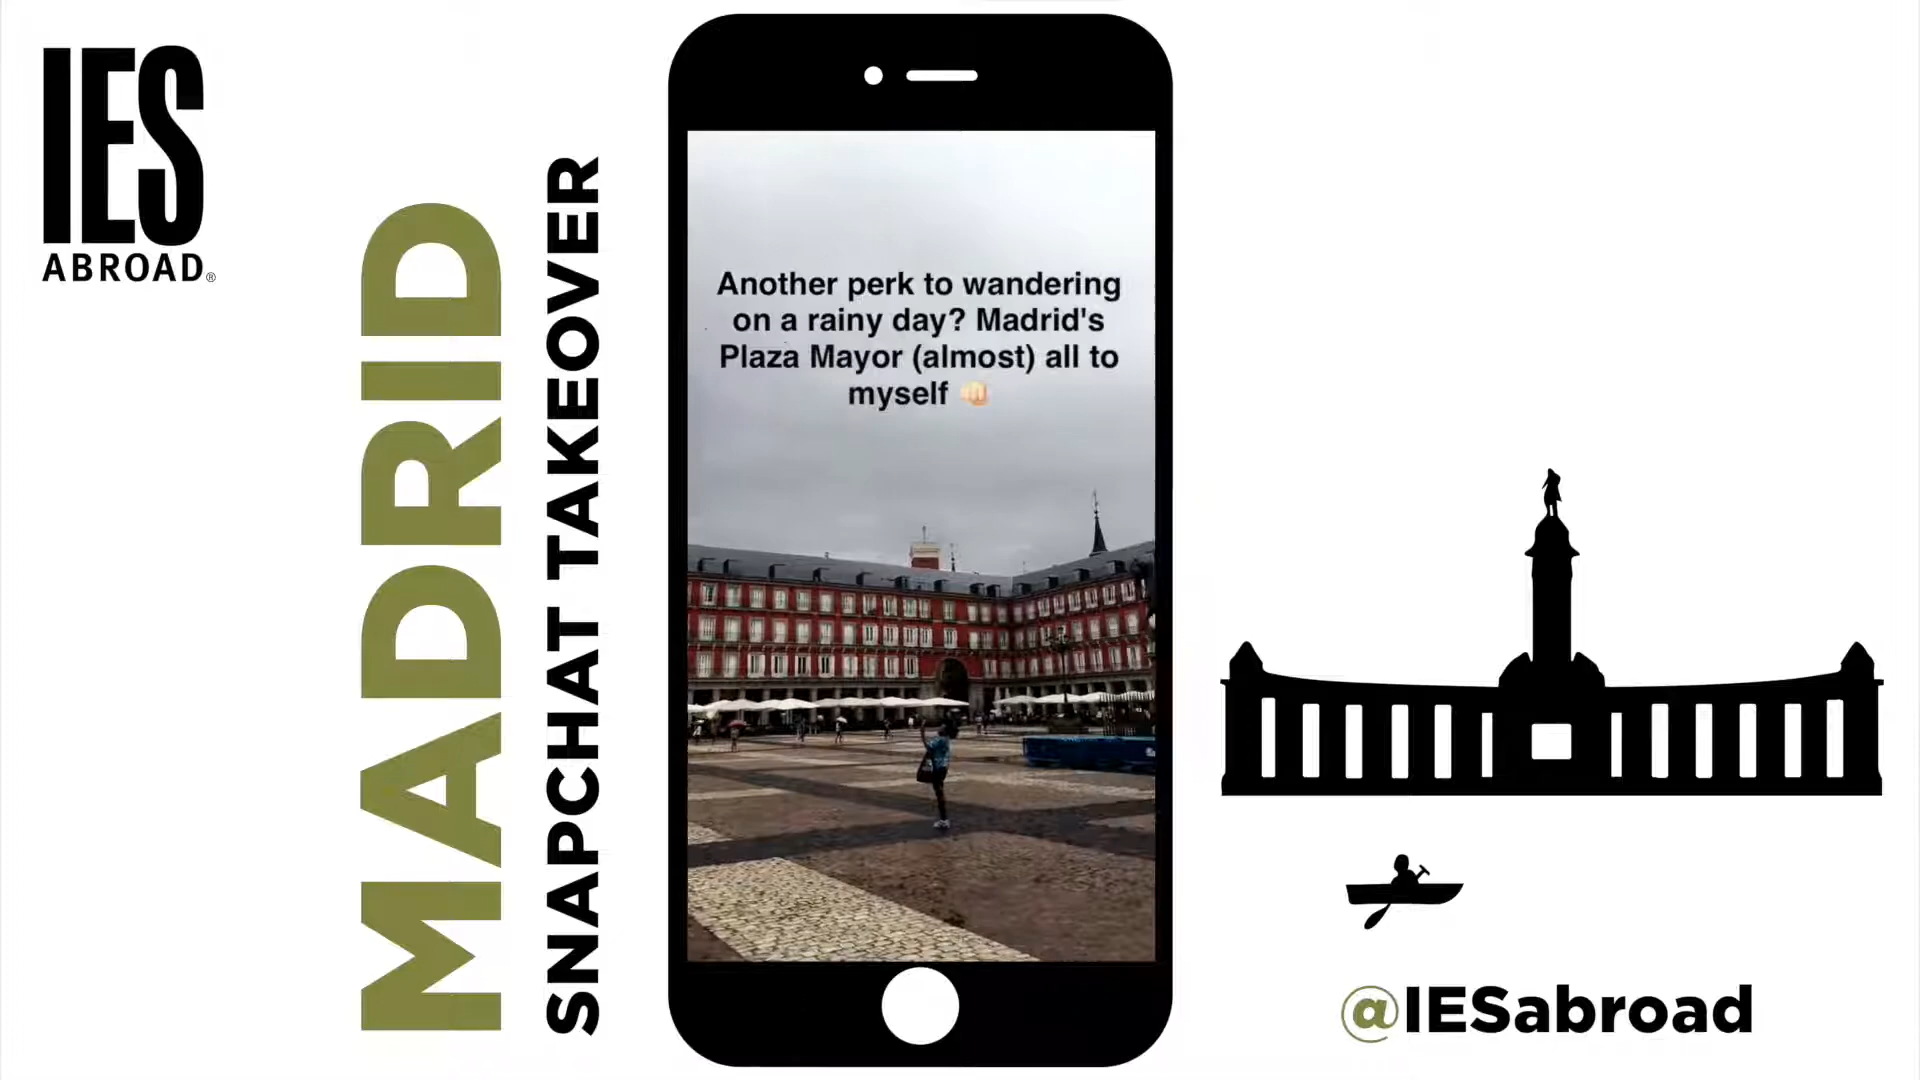 IES
ABROAD®
MADRID
SNAPCHAT TAKEOVER
Another perk to wandering
on a rainy day? Madrid's
Plaza Mayor (almost) all to
myself 👊🏻
@IESabroad